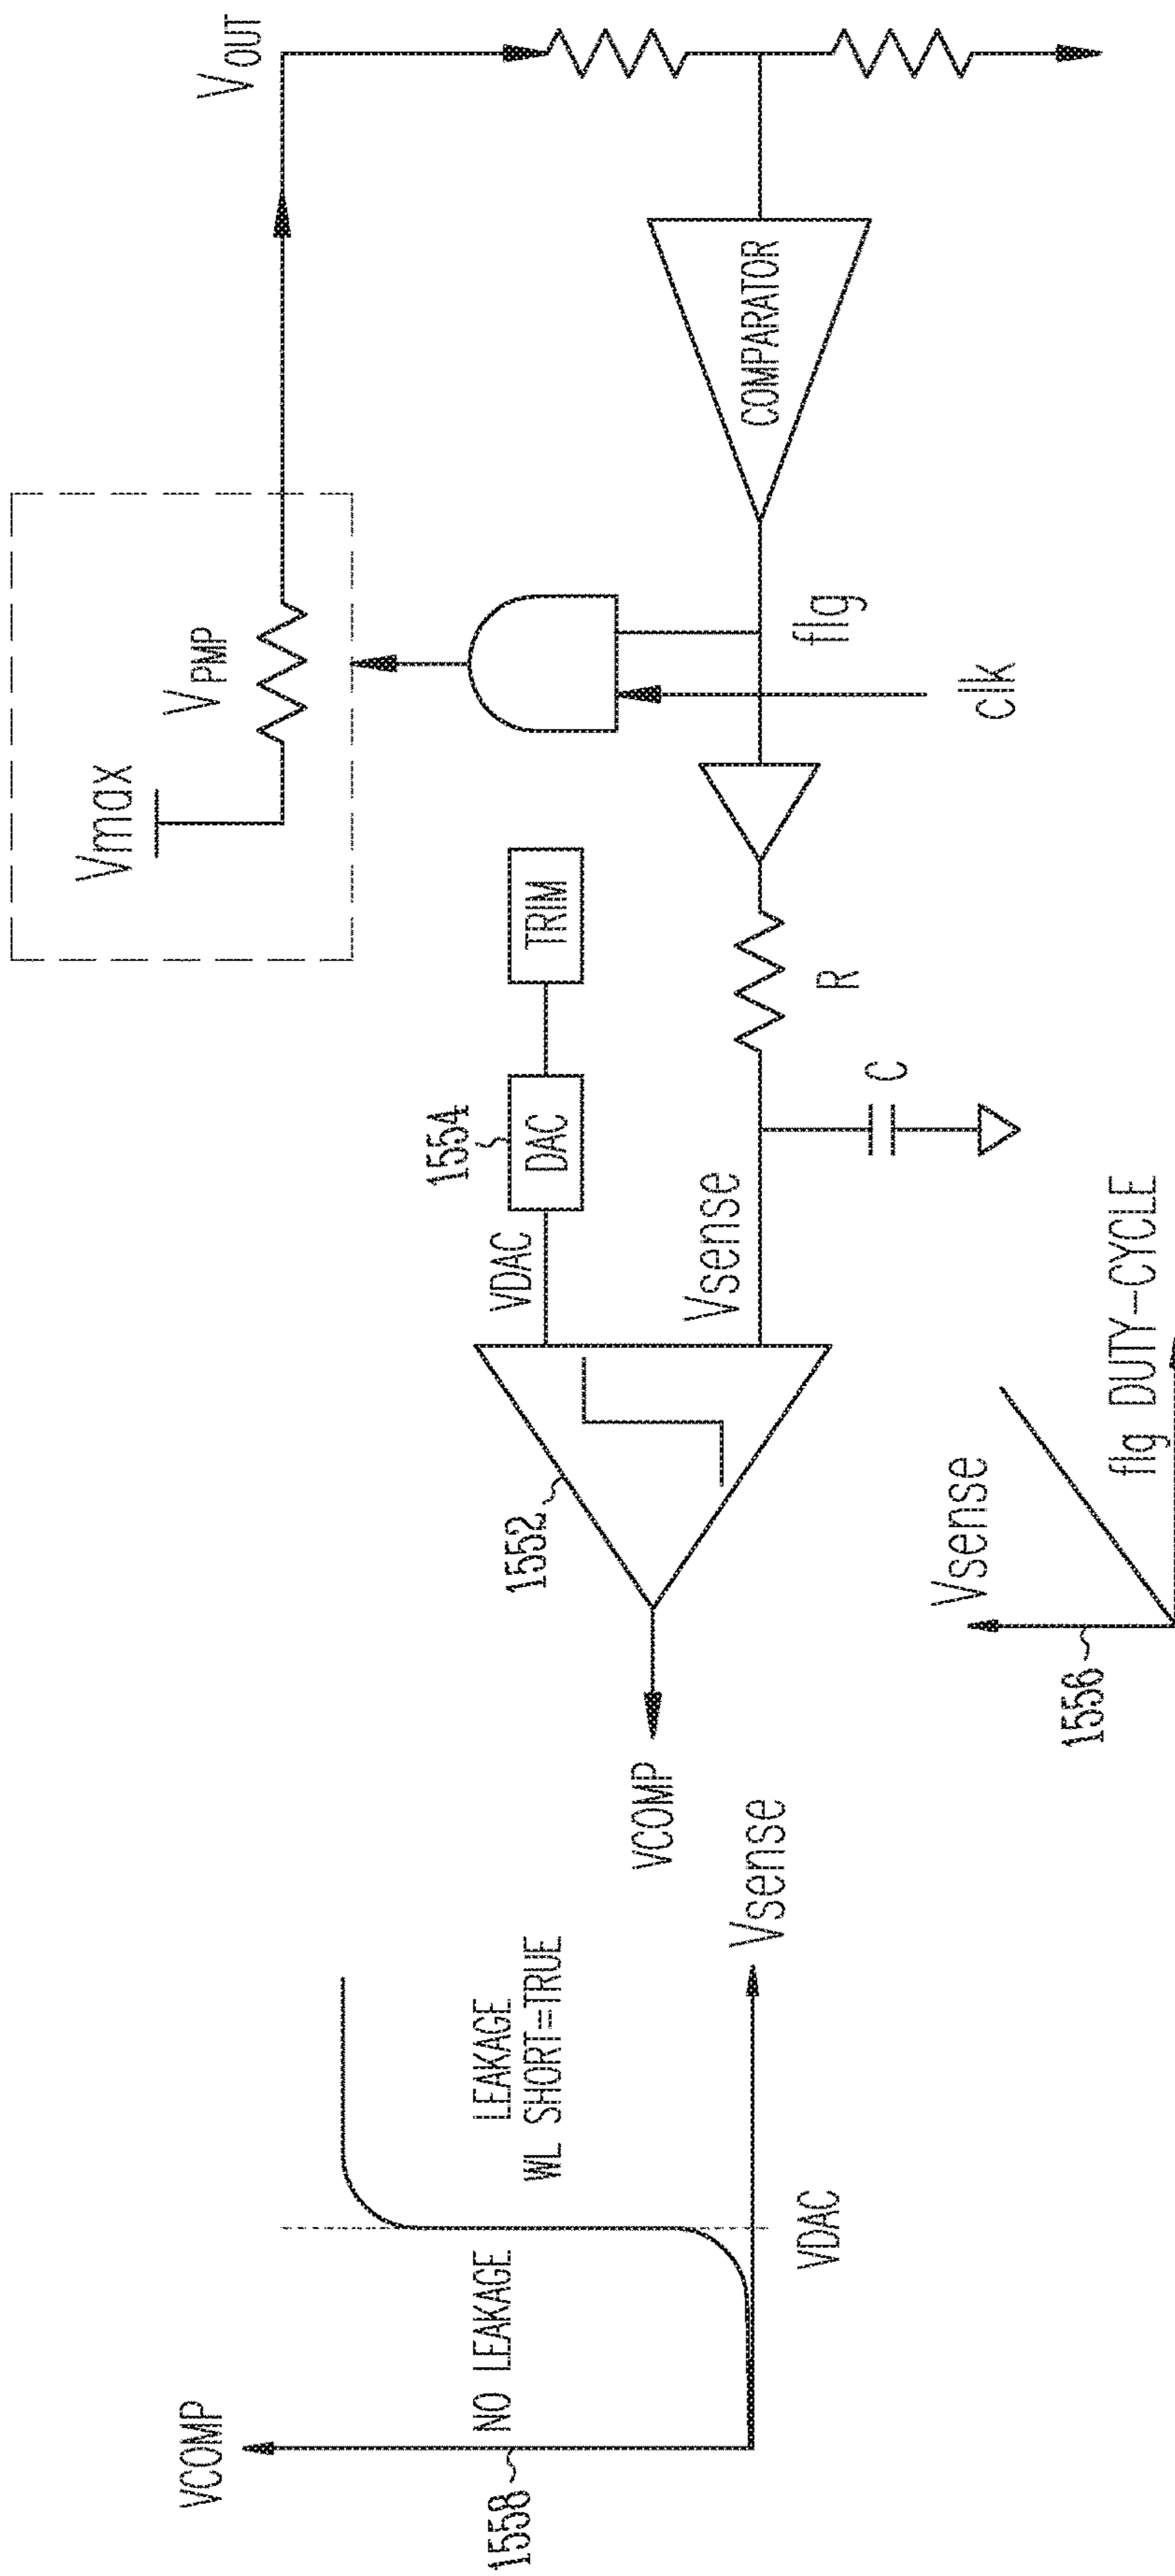 Vmax
VPMP
VOUT
VCOMP
1554
NO LEAKAGE
LEAKAGE
WL SHORT=TRUE
1558
1552
VDAC
DAC
TRIM
VCOMP
Vsense
COMPARATOR
Vsense
VDAC
R
flg
C
Vsense
clk
1556
flg DUTY-CYCLE